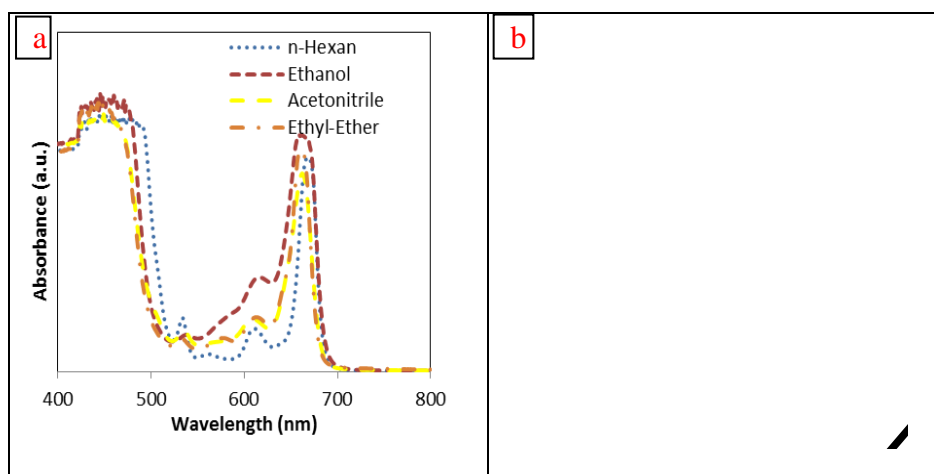 a
b
n-Hexan
Ethanol
Acetonitrile
Ethyl-Ether
Absorbance (a.u.)
400 500 600 700 800
Wavelength (nm)